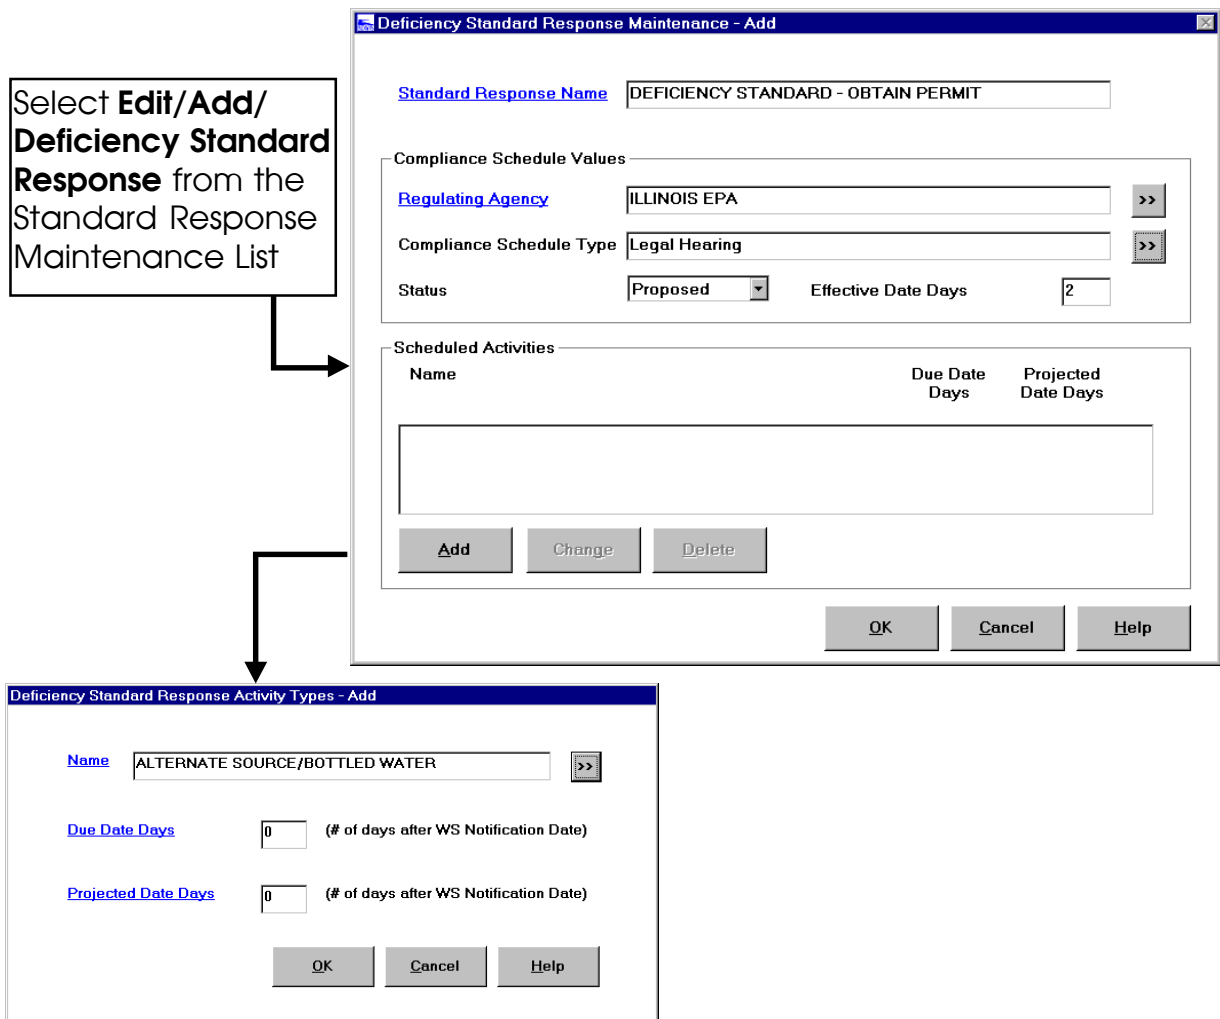 Deficiency Standard Response Maintenance - Add
Select Edit/Add/
Deficiency Standard
Response from the
Standard Response
Maintenance List
Standard Response Name DEFICIENCY STANDARD - OBTAIN PERMIT
Compliance Schedule Values
Regulating Agency ILLINOIS EPA >>
Compliance Schedule Type Legal Hearing >>
Status Proposed Effective Date Days 2
Scheduled Activities
Name Due Date Projected
Days Date Days
Add Change Delete
OK Cancel Help
Deficiency Standard Response Activity Types - Add
Name ALTERNATE SOURCE/BOTTLED WATER >>
Due Date Days 0 (# of days after WS Notification Date)
Projected Date Days 0 (# of days after WS Notification Date)
OK Cancel Help